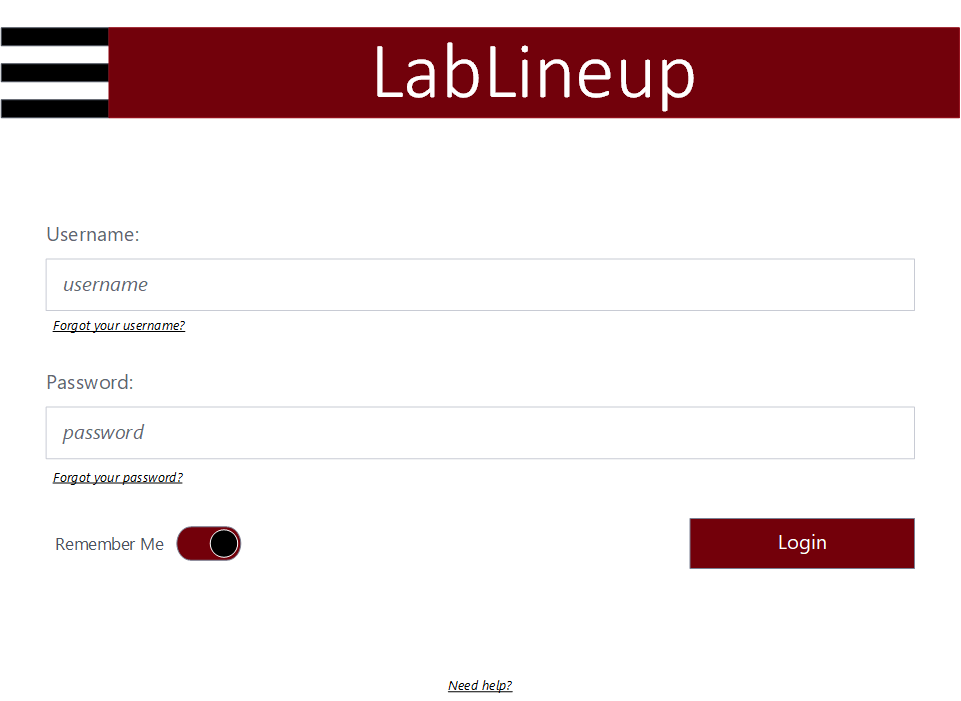 LabLineup
Username:
username
Forgot your username?
Password:
password
Forgot your password?
Remember Me
Login
Need help?